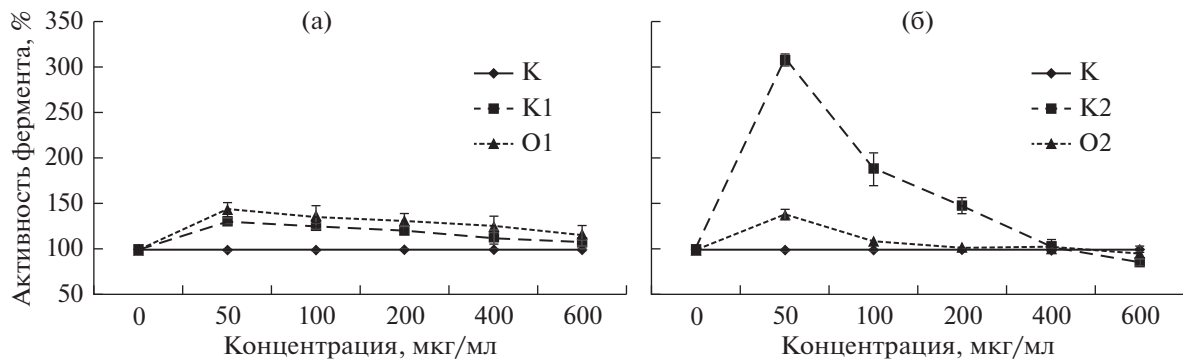 Активность фермента, %
(а)
350
300
250
200
150
100
50
К
К1
О1
0 50 100 200 400 600
Концентрация, мкг/мл
(б)
К
К2
О2
0 50 100 200 400 600
Концентрация, мкг/мл